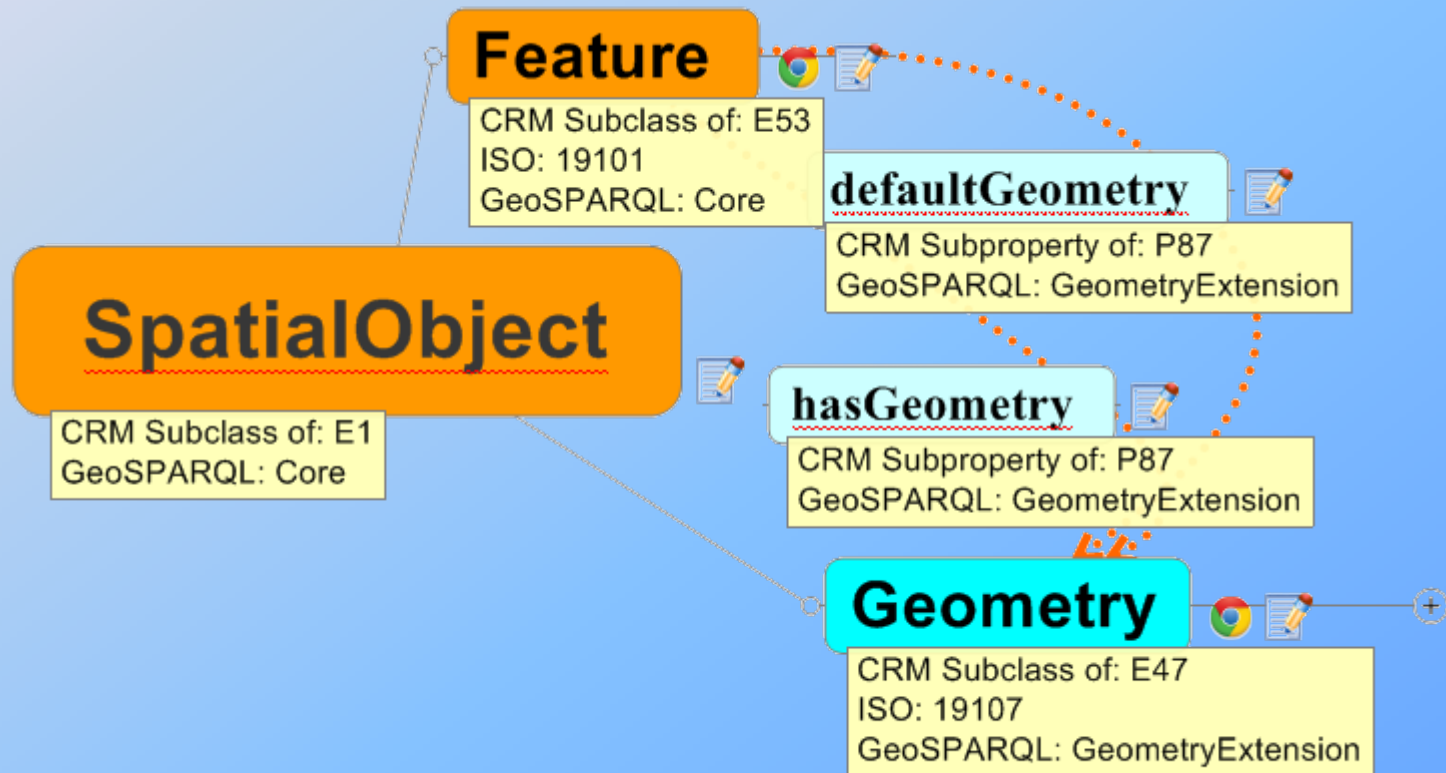 Feature
CRM Subclass of: E53
ISO: 19101
GeoSPARQL: Core
defaultGeometry
CRM Subproperty of: P87
GeoSPARQL: GeometryExtension
SpatialObject
CRM Subclass of: E1
GeoSPARQL: Core
hasGeometry
CRM Subproperty of: P87
GeoSPARQL: GeometryExtension
Geometry
CRM Subclass of: E47
ISO: 19107
GeoSPARQL: GeometryExtension